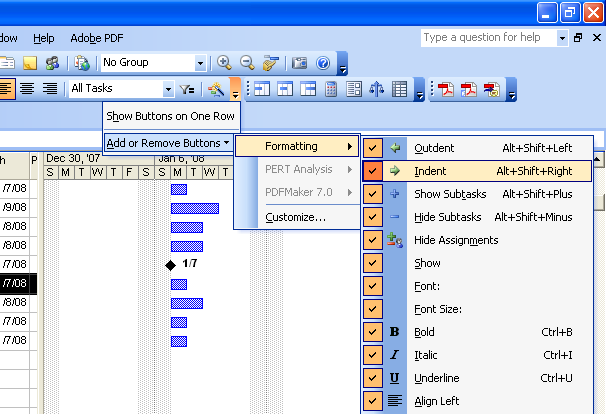 dow Help Adobe PDF Type a question for help
No Group
All Tasks
Show Buttons on One Row
Add or Remove Buttons
Formatting
PERT Analysis
PDFMaker 7.0
Customize...
Outdent Alt+Shift+Left
Indent Alt+Shift+Right
Show Subtasks Alt+Shift+Plus
Hide Subtasks Alt+Shift+Minus
Hide Assignments
Show
Font:
Font Size:
Bold Ctrl+B
Italic Ctrl+I
Underline Ctrl+U
Align Left
h P Dec 30, '07 Jan 6, '08
S M T W T F S S M T W T
/7/08
/9/08
/8/08
/8/08
/7/08 1/7
/7/08
/8/08
/7/08
/7/08